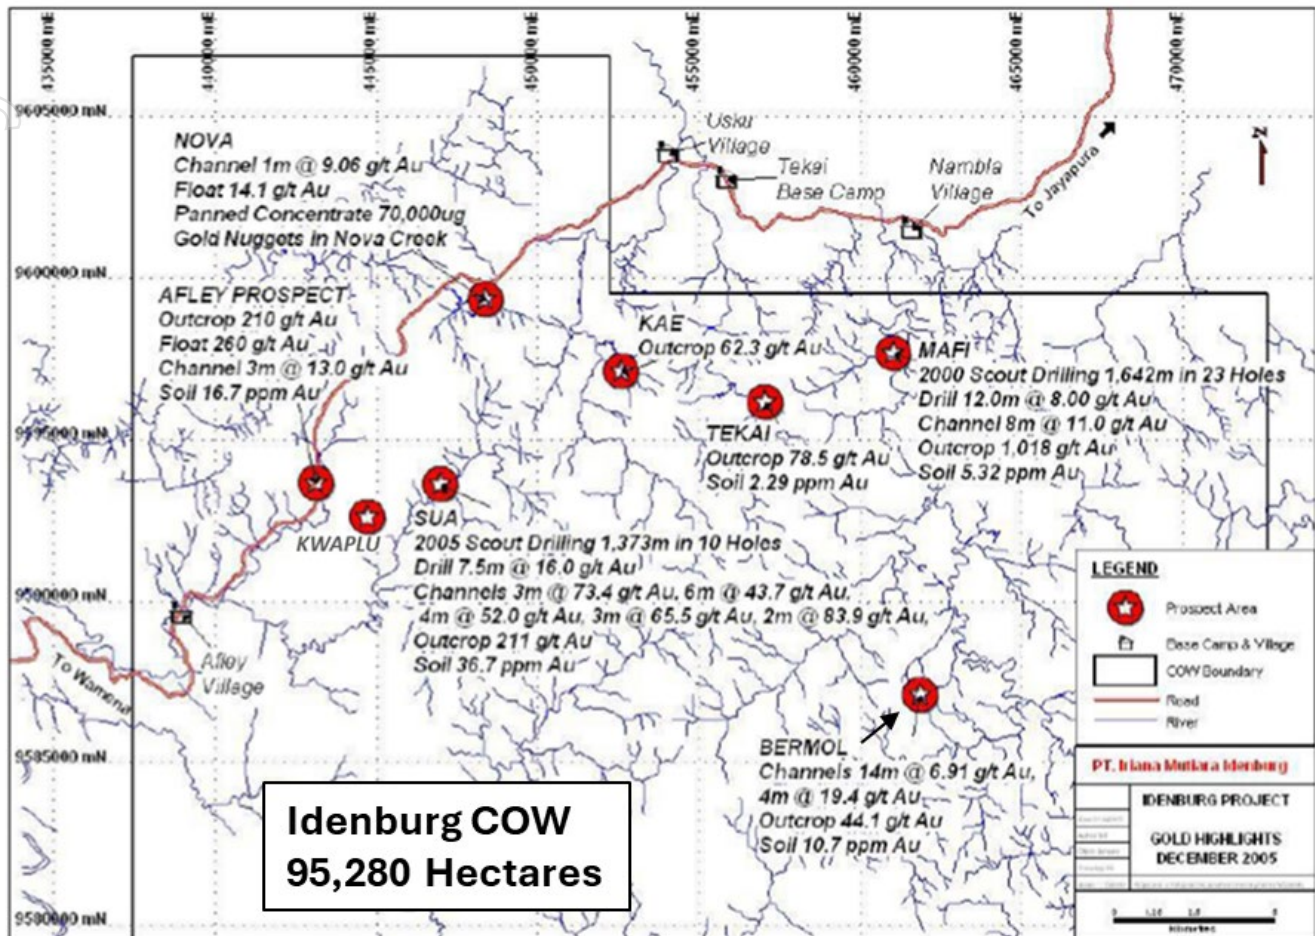 435000 mE
440000 mE
445000 mE
450000 mE
455000 mE
460000 mE
465000 mE
470000 mE
9605000 mN
9600000 mN
9585000 mN
9580000 mN
NOVA
Channel 1m @ 9.06 g/t Au
Float 14.1 g/t Au
Panned Concentrate 70,000ug
Gold Nuggets in Nova Creek
Usku
Village
Tekai
Base Camp
Nambla
Village
To Jayapura
N
AFLEY PROSPECT
Outcrop 210 g/t Au
Float 260 g/t Au
Channel 3m @ 13.0 g/t Au
Soil 16.7 ppm Au
KAE
Outcrop 62.3 g/t Au
MAFI
2000 Scout Drilling 1,642m in 23 Holes
Drill 12.0m @ 8.00 g/t Au
Channel 8m @ 11.0 g/t Au
Outcrop 1,018 g/t Au
Soil 5.32 ppm Au
TEKAI
Outcrop 78.5 g/t Au
Soil 2.29 ppm Au
KWAPLU
SUA
2005 Scout Drilling 1,373m in 10 Holes
Drill 7.5m @ 16.0 g/t Au
Channels 3m @ 73.4 g/t Au, 6m @ 43.7 g/t Au,
4m @ 52.0 g/t Au, 3m @ 65.5 g/t Au, 2m @ 83.9 g/t Au,
Outcrop 211 g/t Au
Soil 36.7 ppm Au
Afley
Village
To Wamena
BERMOL
Channels 14m @ 6.91 g/t Au,
4m @ 19.4 g/t Au
Outcrop 44.1 g/t Au
Soil 10.7 ppm Au
Idenburg COW
95,280 Hectares
LEGEND
Prospect Area
Base Camp & Village
COW Boundary
Road
River
PT. Iriana Mutiara Idenburg
IDENBURG PROJECT
GOLD HIGHLIGHTS
DECEMBER 2005
kilometres